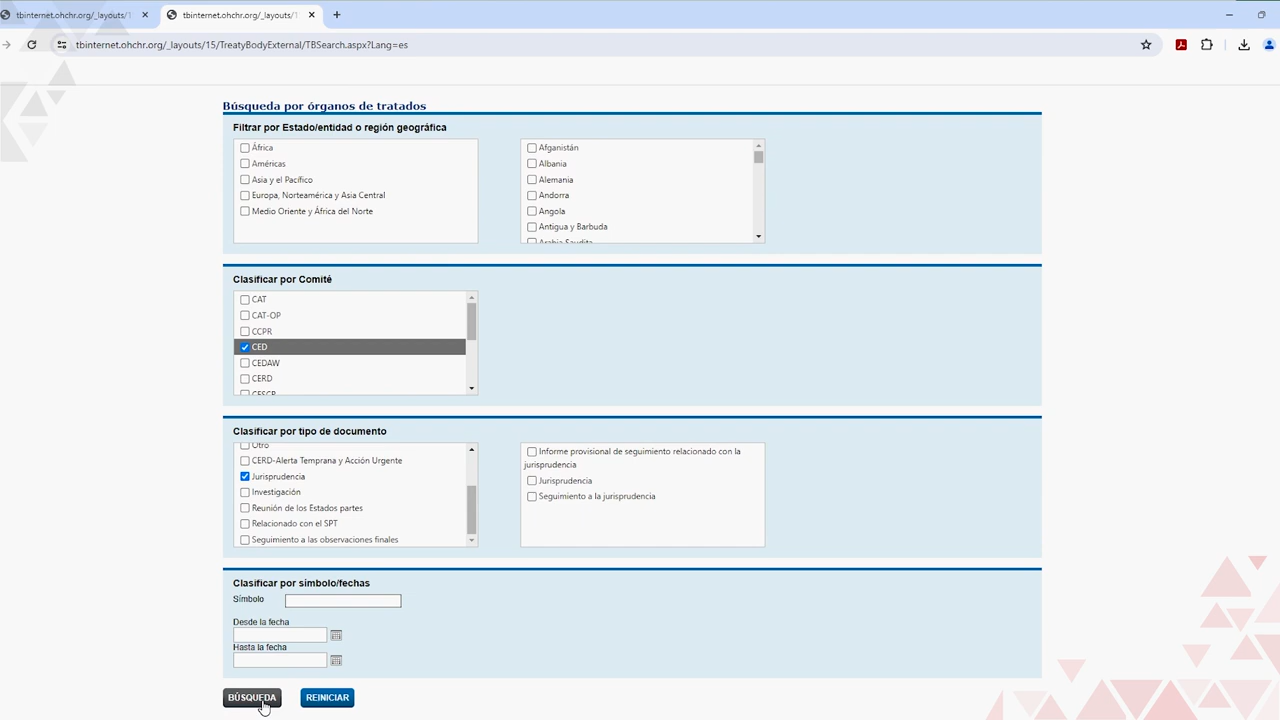 tbinternet.ohchr.org/_layouts/1
tbinternet.ohchr.org/_layouts/1
tbinternet.ohchr.org/_layouts/15/TreatyBodyExternal/TBSearch.aspx?Lang=es
Búsqueda por órganos de tratados
Filtrar por Estado/entidad o región geográfica
África
Américas
Asia y el Pacífico
Europa, Norteamérica y Asia Central
Medio Oriente y África del Norte
Afganistán
Albania
Alemania
Andorra
Angola
Antigua y Barbuda
Arabia Saudita
Clasificar por Comité
CAT
CAT-OP
CCPR
CED
CEDAW
CERD
CESCR
Clasificar por tipo de documento
Otro
CERD-Alerta Temprana y Acción Urgente
Jurisprudencia
Investigación
Reunión de los Estados partes
Relacionado con el SPT
Seguimiento a las observaciones finales
Informe provisional de seguimiento relacionado con la
jurisprudencia
Jurisprudencia
Seguimiento a la jurisprudencia
Clasificar por símbolo/fechas
Símbolo
Desde la fecha
Hasta la fecha
BÚSQUEDA
REINICIAR